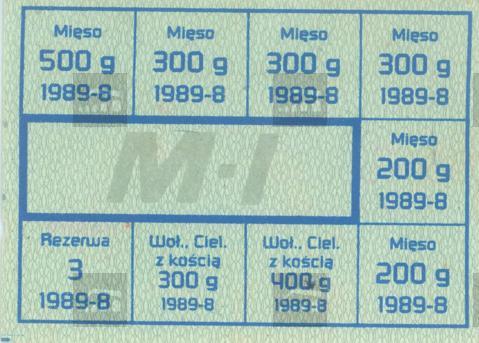 Mięso
500 g
1989-8
Mięso
300 g
1989-8
Mięso
300 g
1989-8
Mięso
300 g
1989-8
M-I
Mięso
200 g
1989-8
Rezerwa
3
1989-8
Woł., Ciel.
z kością
300 g
1989-8
Woł., Ciel.
z kością
400 g
1989-8
Mięso
200 g
1989-8